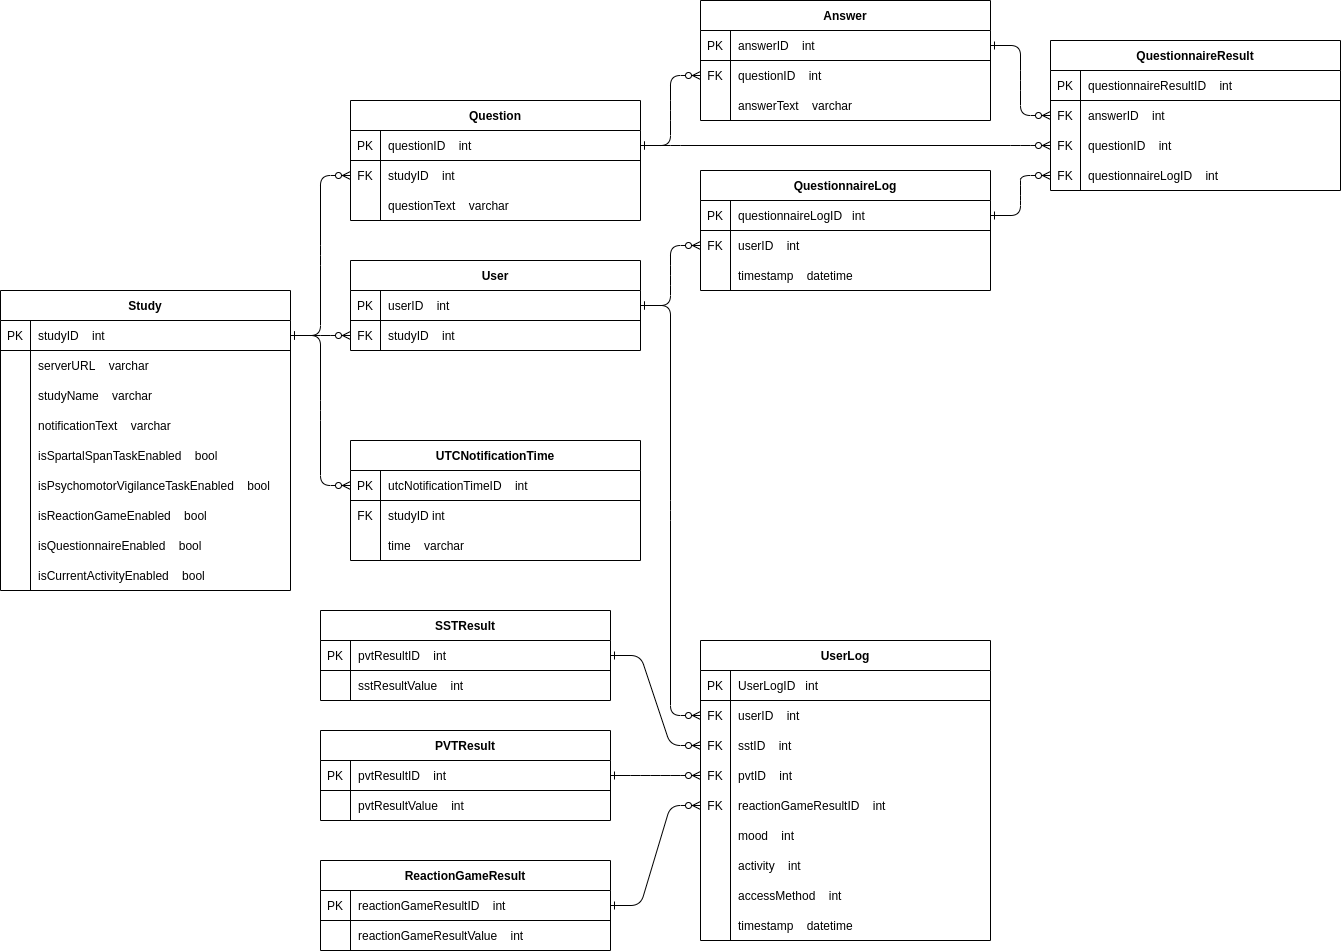 Answer
PK answerID int
FK questionID int
answerText varchar
QuestionnaireResult
PK questionnaireResultID int
FK answerID int
FK questionID int
FK questionnaireLogID int
Question
PK questionID int
FK studyID int
questionText varchar
QuestionnaireLog
PK questionnaireLogID int
FK userID int
timestamp datetime
User
PK userID int
FK studyID int
Study
PK studyID int
serverURL varchar
studyName varchar
notificationText varchar
isSpartalSpanTaskEnabled bool
isPsychomotorVigilanceTaskEnabled bool
isReactionGameEnabled bool
isQuestionnaireEnabled bool
isCurrentActivityEnabled bool
UTCNotificationTime
PK utcNotificationTimeID int
FK studyID int
time varchar
SSTResult
PK pvtResultID int
sstResultValue int
PVTResult
PK pvtResultID int
pvtResultValue int
ReactionGameResult
PK reactionGameResultID int
reactionGameResultValue int
UserLog
PK UserLogID int
FK userID int
FK sstID int
FK pvtID int
FK reactionGameResultID int
mood int
activity int
accessMethod int
timestamp datetime